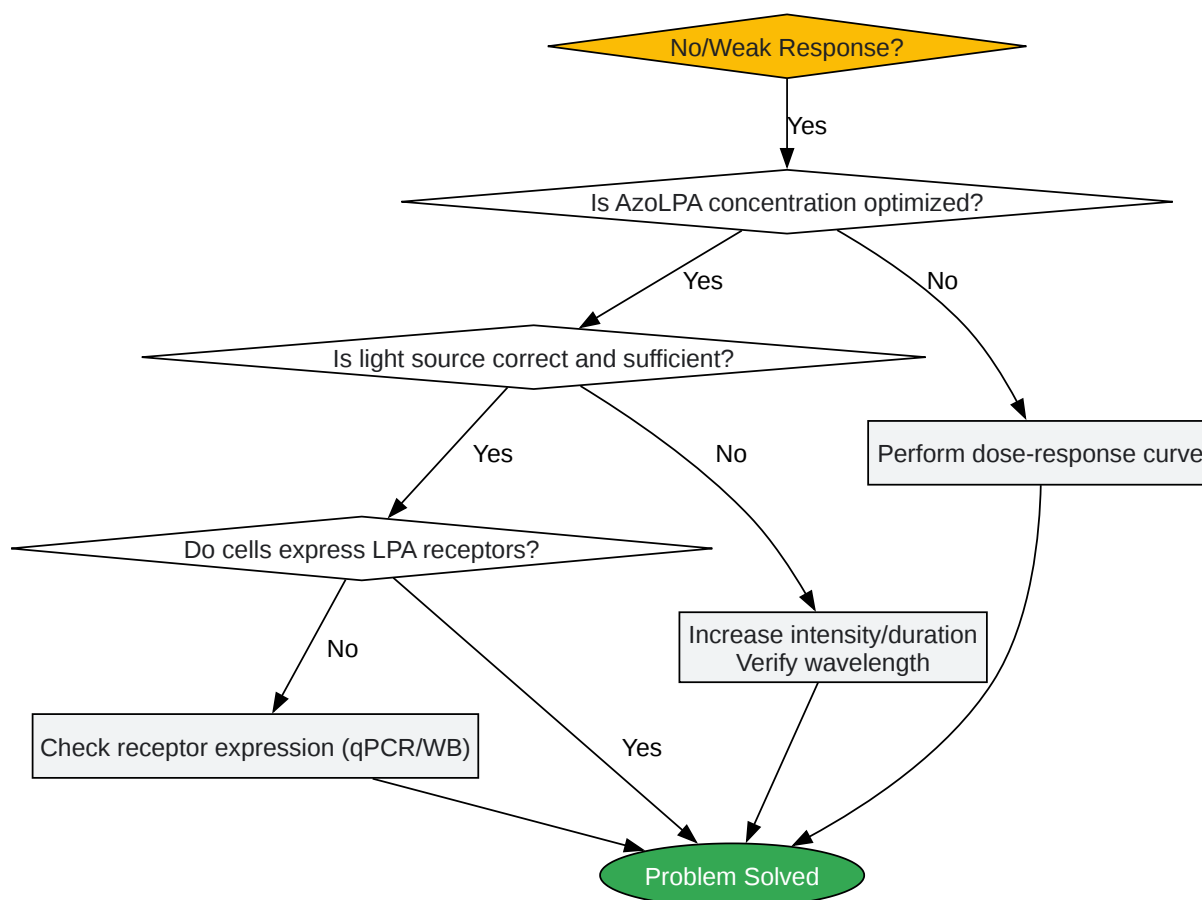 No/Weak Response?
Yes
Is AzoLPA concentration optimized?
Yes
No
Is light source correct and sufficient?
Yes
No
Perform dose-response curve
Do cells express LPA receptors?
No
Increase intensity/duration
Verify wavelength
Check receptor expression (qPCR/WB)
Yes
Problem Solved